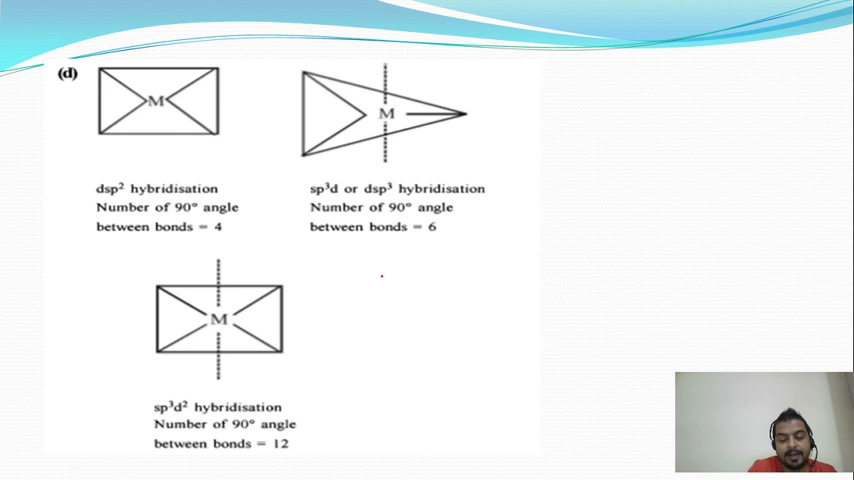 (d)
M
M
dsp² hybridisation
Number of 90° angle
between bonds = 4
sp³d or dsp³ hybridisation
Number of 90° angle
between bonds = 6
M
sp³d² hybridisation
Number of 90° angle
between bonds = 12